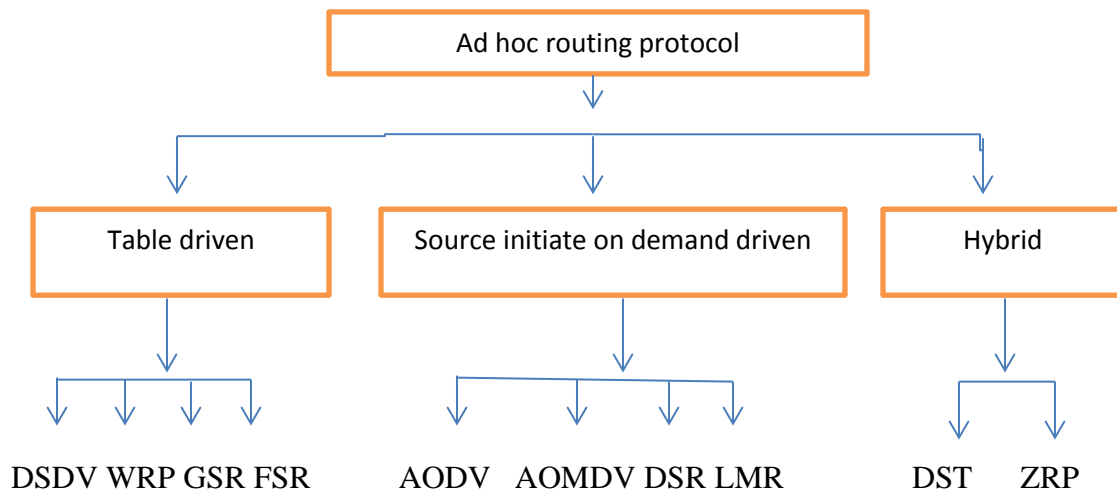 Ad hoc routing protocol
Table driven
Source initiate on demand driven
Hybrid
DSDV WRP GSR FSR
AODV AOMDV DSR LMR
DST ZRP